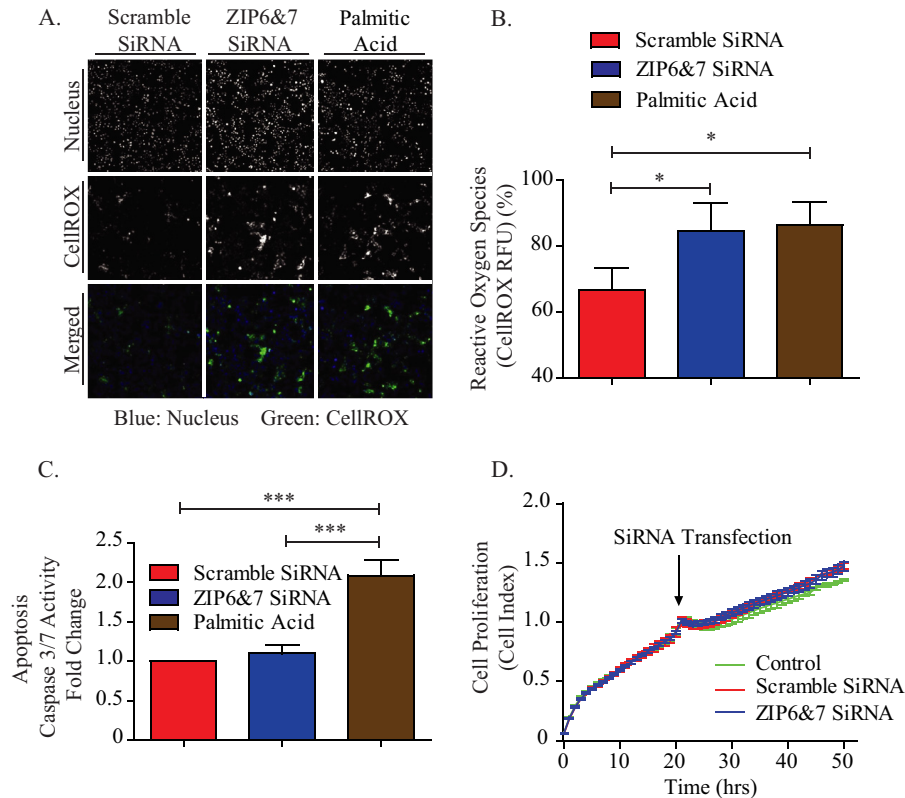 A.
Scramble SiRNA
ZIP6&7 SiRNA
Palmitic Acid
Nucleus
CellROX
Merged
Blue: Nucleus Green: CellROX
B.
Scramble SiRNA
ZIP6&7 SiRNA
Palmitic Acid
*
*
Reactive Oxygen Species
(CellROX RFU) (%)
100
80
60
40
C.
***
***
Apoptosis
Caspase 3/7 Activity
Fold Change
2.5
2.0
1.5
1.0
0.5
0
Scramble SiRNA
ZIP6&7 SiRNA
Palmitic Acid
D.
SiRNA Transfection
Cell Proliferation
(Cell Index)
2.0
1.5
1.0
0.5
0
Control
Scramble SiRNA
ZIP6&7 SiRNA
0 10 20 30 40 50
Time (hrs)